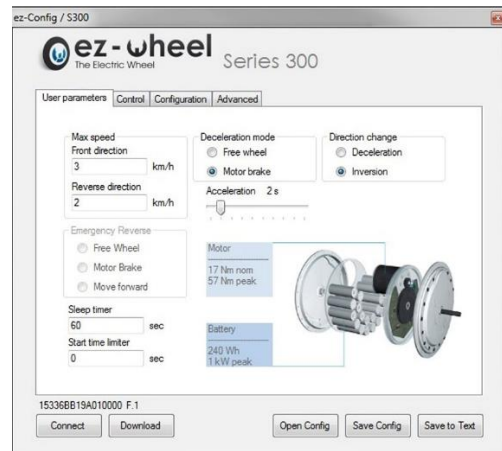 ez-Config / S300
ez-wheel
The Electric Wheel
Series 300
User parameters Control Configuration Advanced
Max speed
Front direction
3 km/h
Reverse direction
2 km/h
Deceleration mode
Free wheel
Motor brake
Direction change
Deceleration
Inversion
Acceleration 2 s
Emergency Reverse
Free Wheel
Motor Brake
Move forward
Motor
17 Nm nom
57 Nm peak
Sleep timer
60 sec
Start time limiter
0 sec
Battery
240 Wh
1 kW peak
15336BB19A010000 F.1
Connect Download Open Config Save Config Save to Text